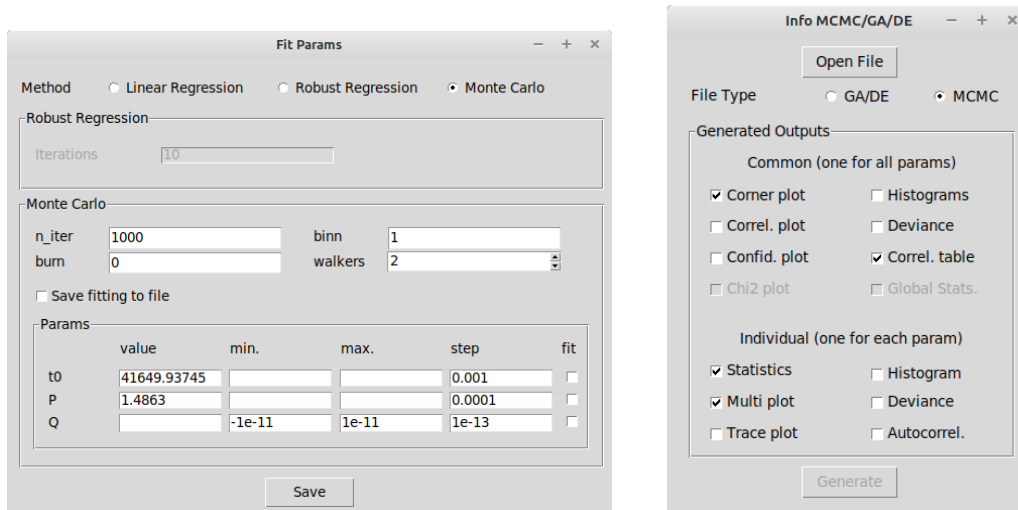 Fit Params
Method Linear Regression Robust Regression Monte Carlo
Robust Regression
Iterations 10
Monte Carlo
n_iter 1000 binn 1
burn 0 walkers 2
Save fitting to file
Params
value min. max. step fit
t0 41649.93745 0.001
P 1.4863 0.0001
Q -1e-11 1e-11 1e-13
Save
Info MCMC/GA/DE
Open File
File Type GA/DE MCMC
Generated Outputs
Common (one for all params)
Corner plot Histograms
Correl. plot Deviance
Confid. plot Correl. table
Chi2 plot Global Stats.
Individual (one for each param)
Statistics Histogram
Multi plot Deviance
Trace plot Autocorrel.
Generate